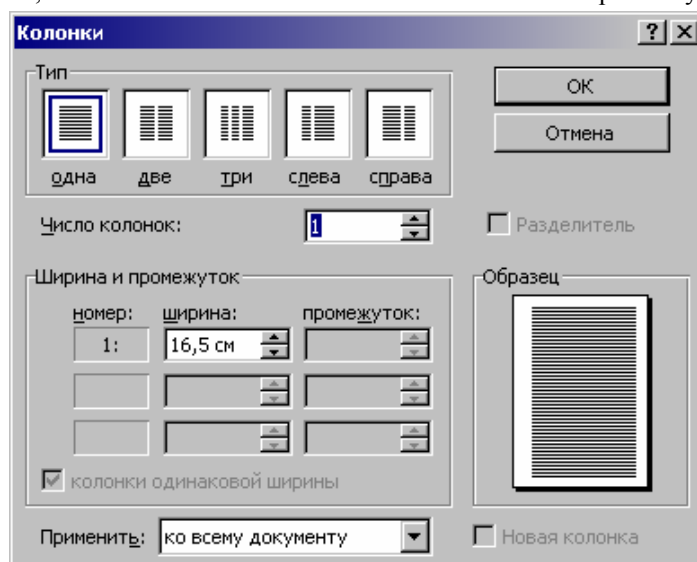 Колонки
Тип
одна две три слева справа
ОК
Отмена
Число колонок: 1
Разделитель
Ширина и промежуток
номер: ширина: промежуток:
1: 16,5 см
колонки одинаковой ширины
Образец
Применить: ко всему документу
Новая колонка